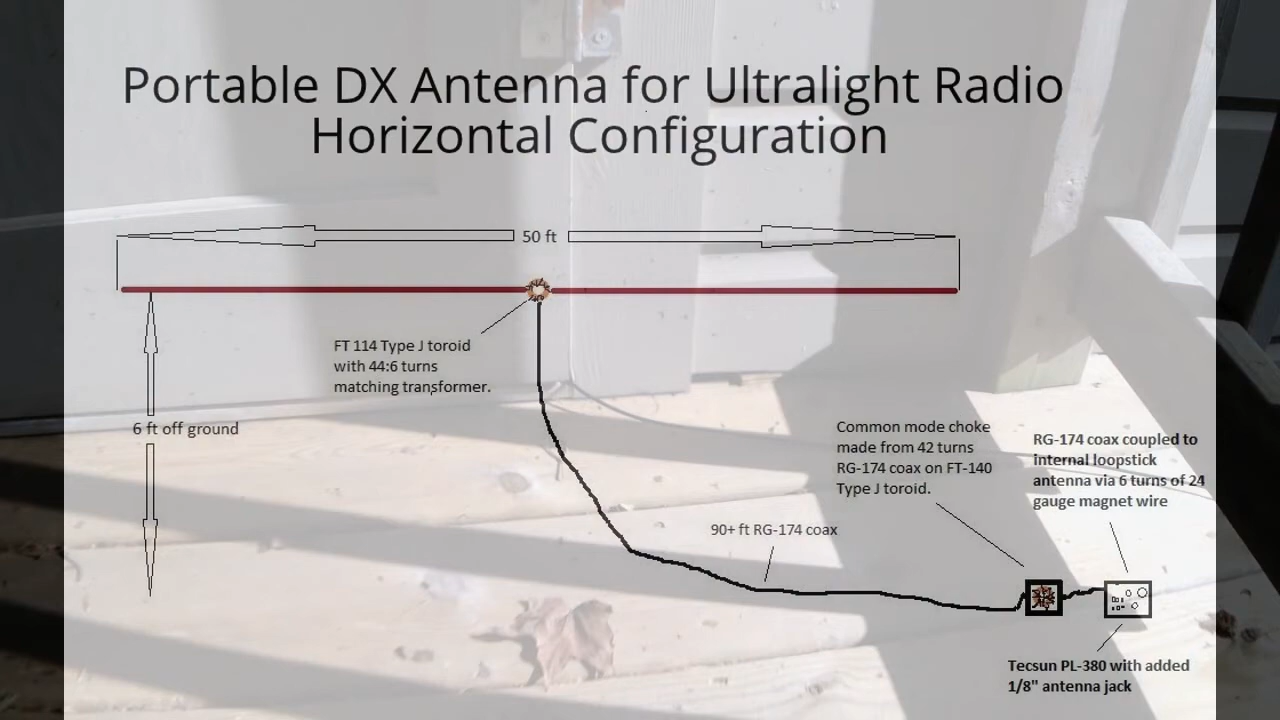 Portable DX Antenna for Ultralight Radio
Horizontal Configuration
50 ft
FT 114 Type J toroid
with 44:6 turns
matching transformer.
6 ft off ground
Common mode choke
made from 42 turns
RG-174 coax on FT-140
Type J toroid.
RG-174 coax coupled to
internal loopstick
antenna via 6 turns of 24
gauge magnet wire
90+ ft RG-174 coax
Tecsun PL-380 with added
1/8" antenna jack